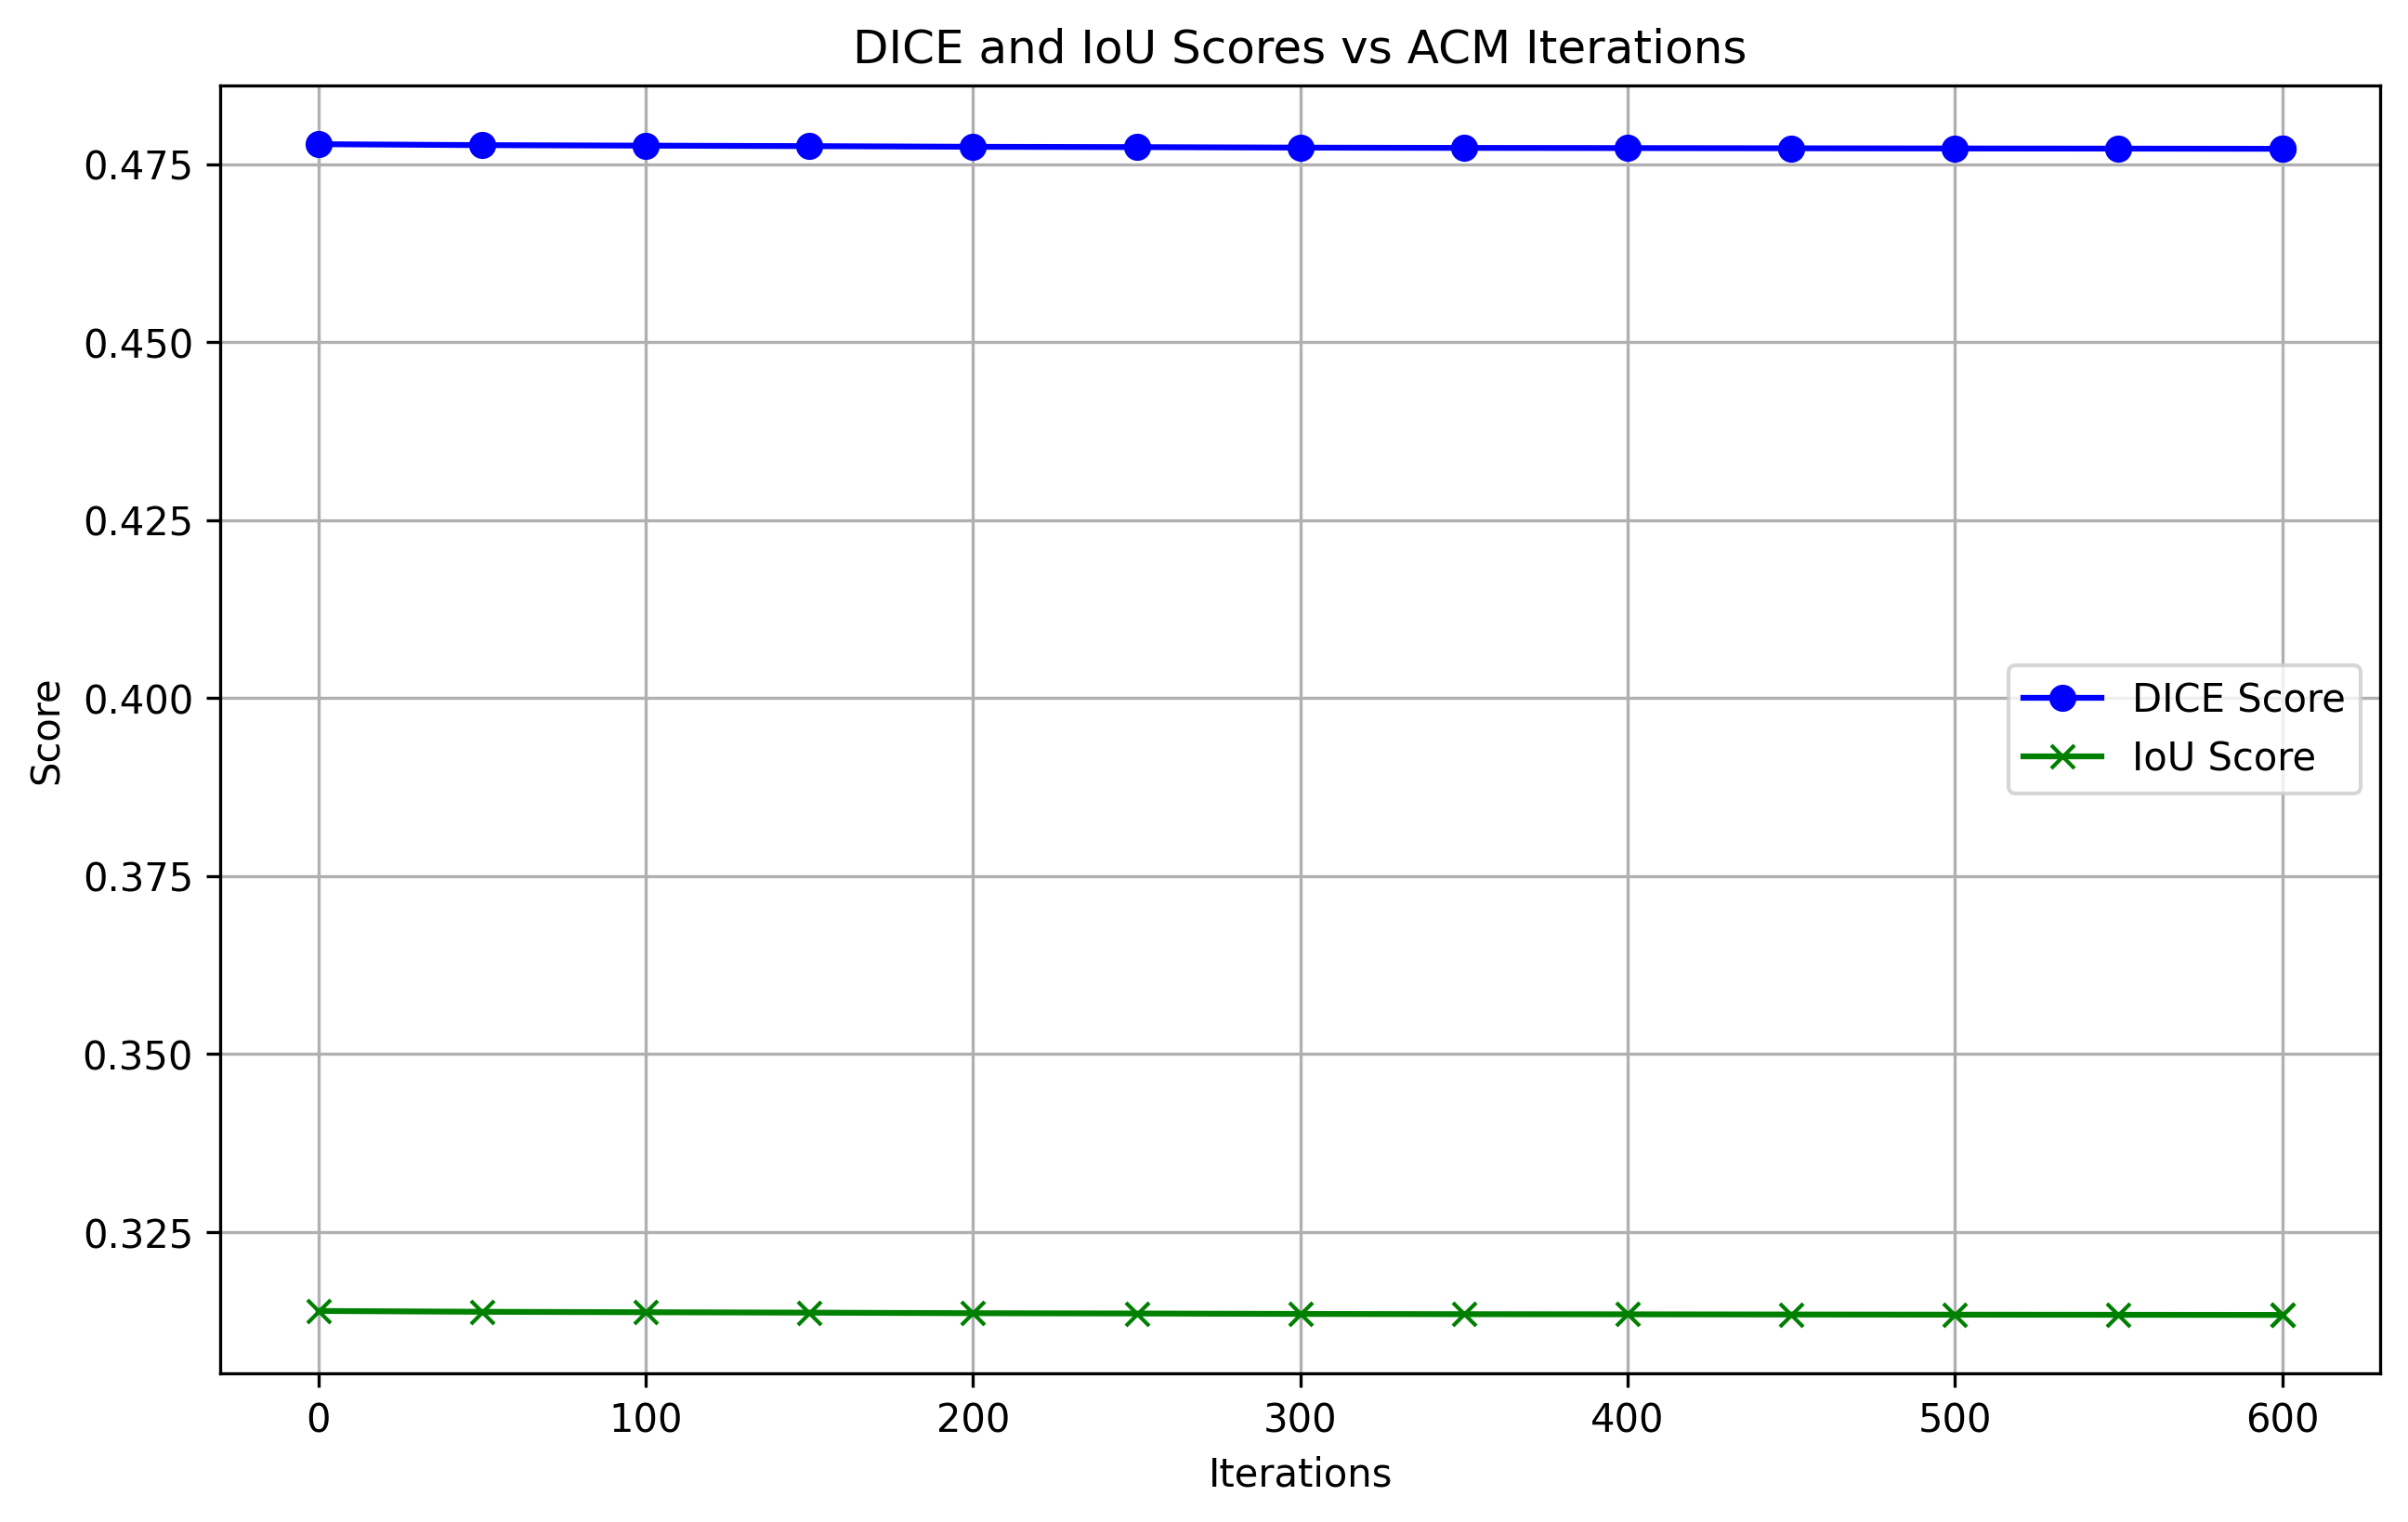 DICE and IoU Scores vs ACM Iterations
Score
0.475
0.450
0.425
0.400
0.375
0.350
0.325
DICE Score
IoU Score
0 100 200 300 400 500 600
Iterations